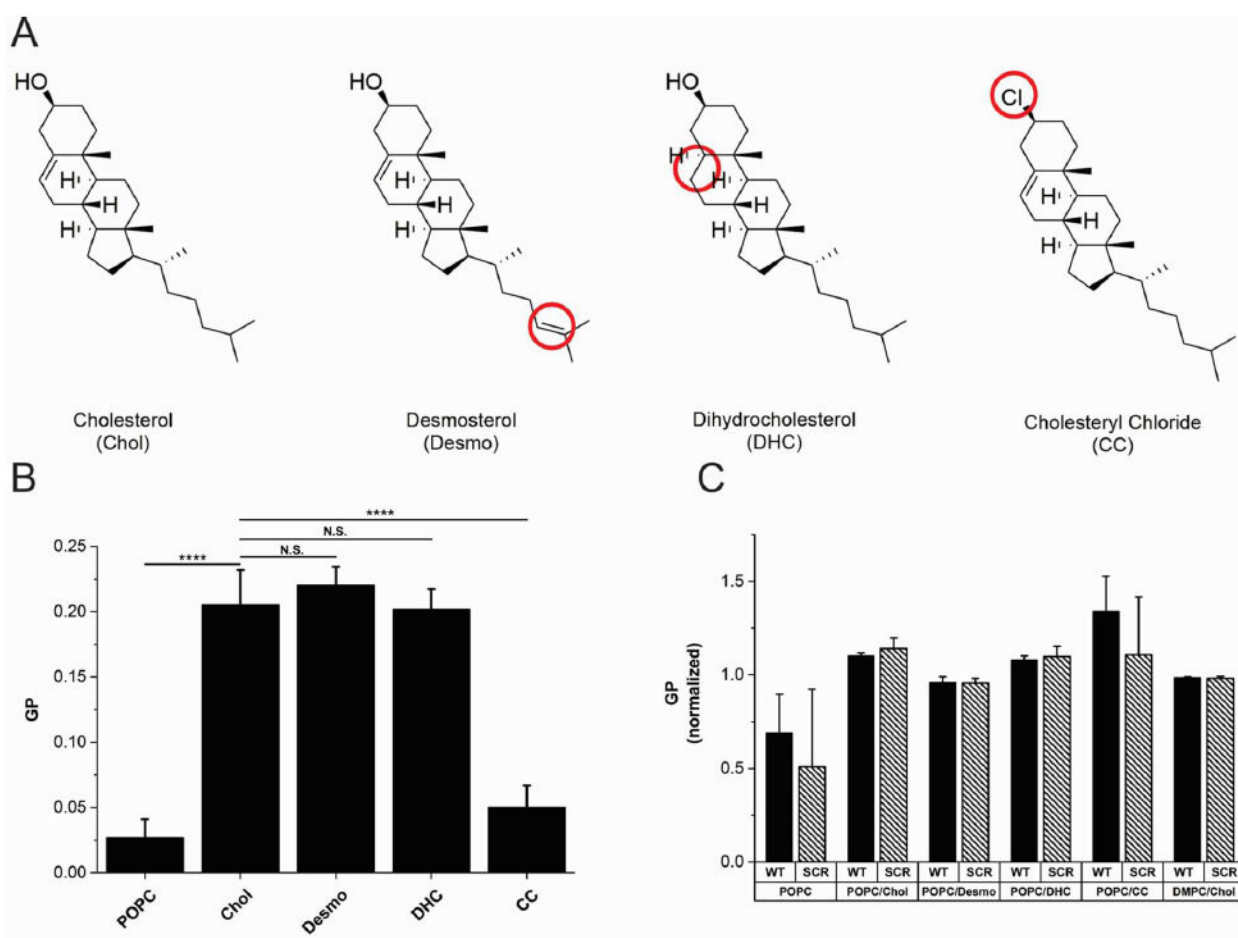 A
HO
HO
HO
Cl
H
H
H
H
H
H
H
H
H
H
H
H
H
Cholesterol
(Chol)
Desmosterol
(Desmo)
Dihydrocholesterol
(DHC)
Cholesteryl Chloride
(CC)
B
****
N.S.
****
N.S.
0.25
0.20
0.15
0.10
0.05
0.00
GP
POPC
Chol
Desmo
DHC
CC
C
1.5
1.0
0.5
0.0
GP
(normalized)
WT SCR WT SCR WT SCR WT SCR WT SCR WT SCR
POPC POPC/Chol POPC/Desmo POPC/DHC POPC/CC DMPC/Chol